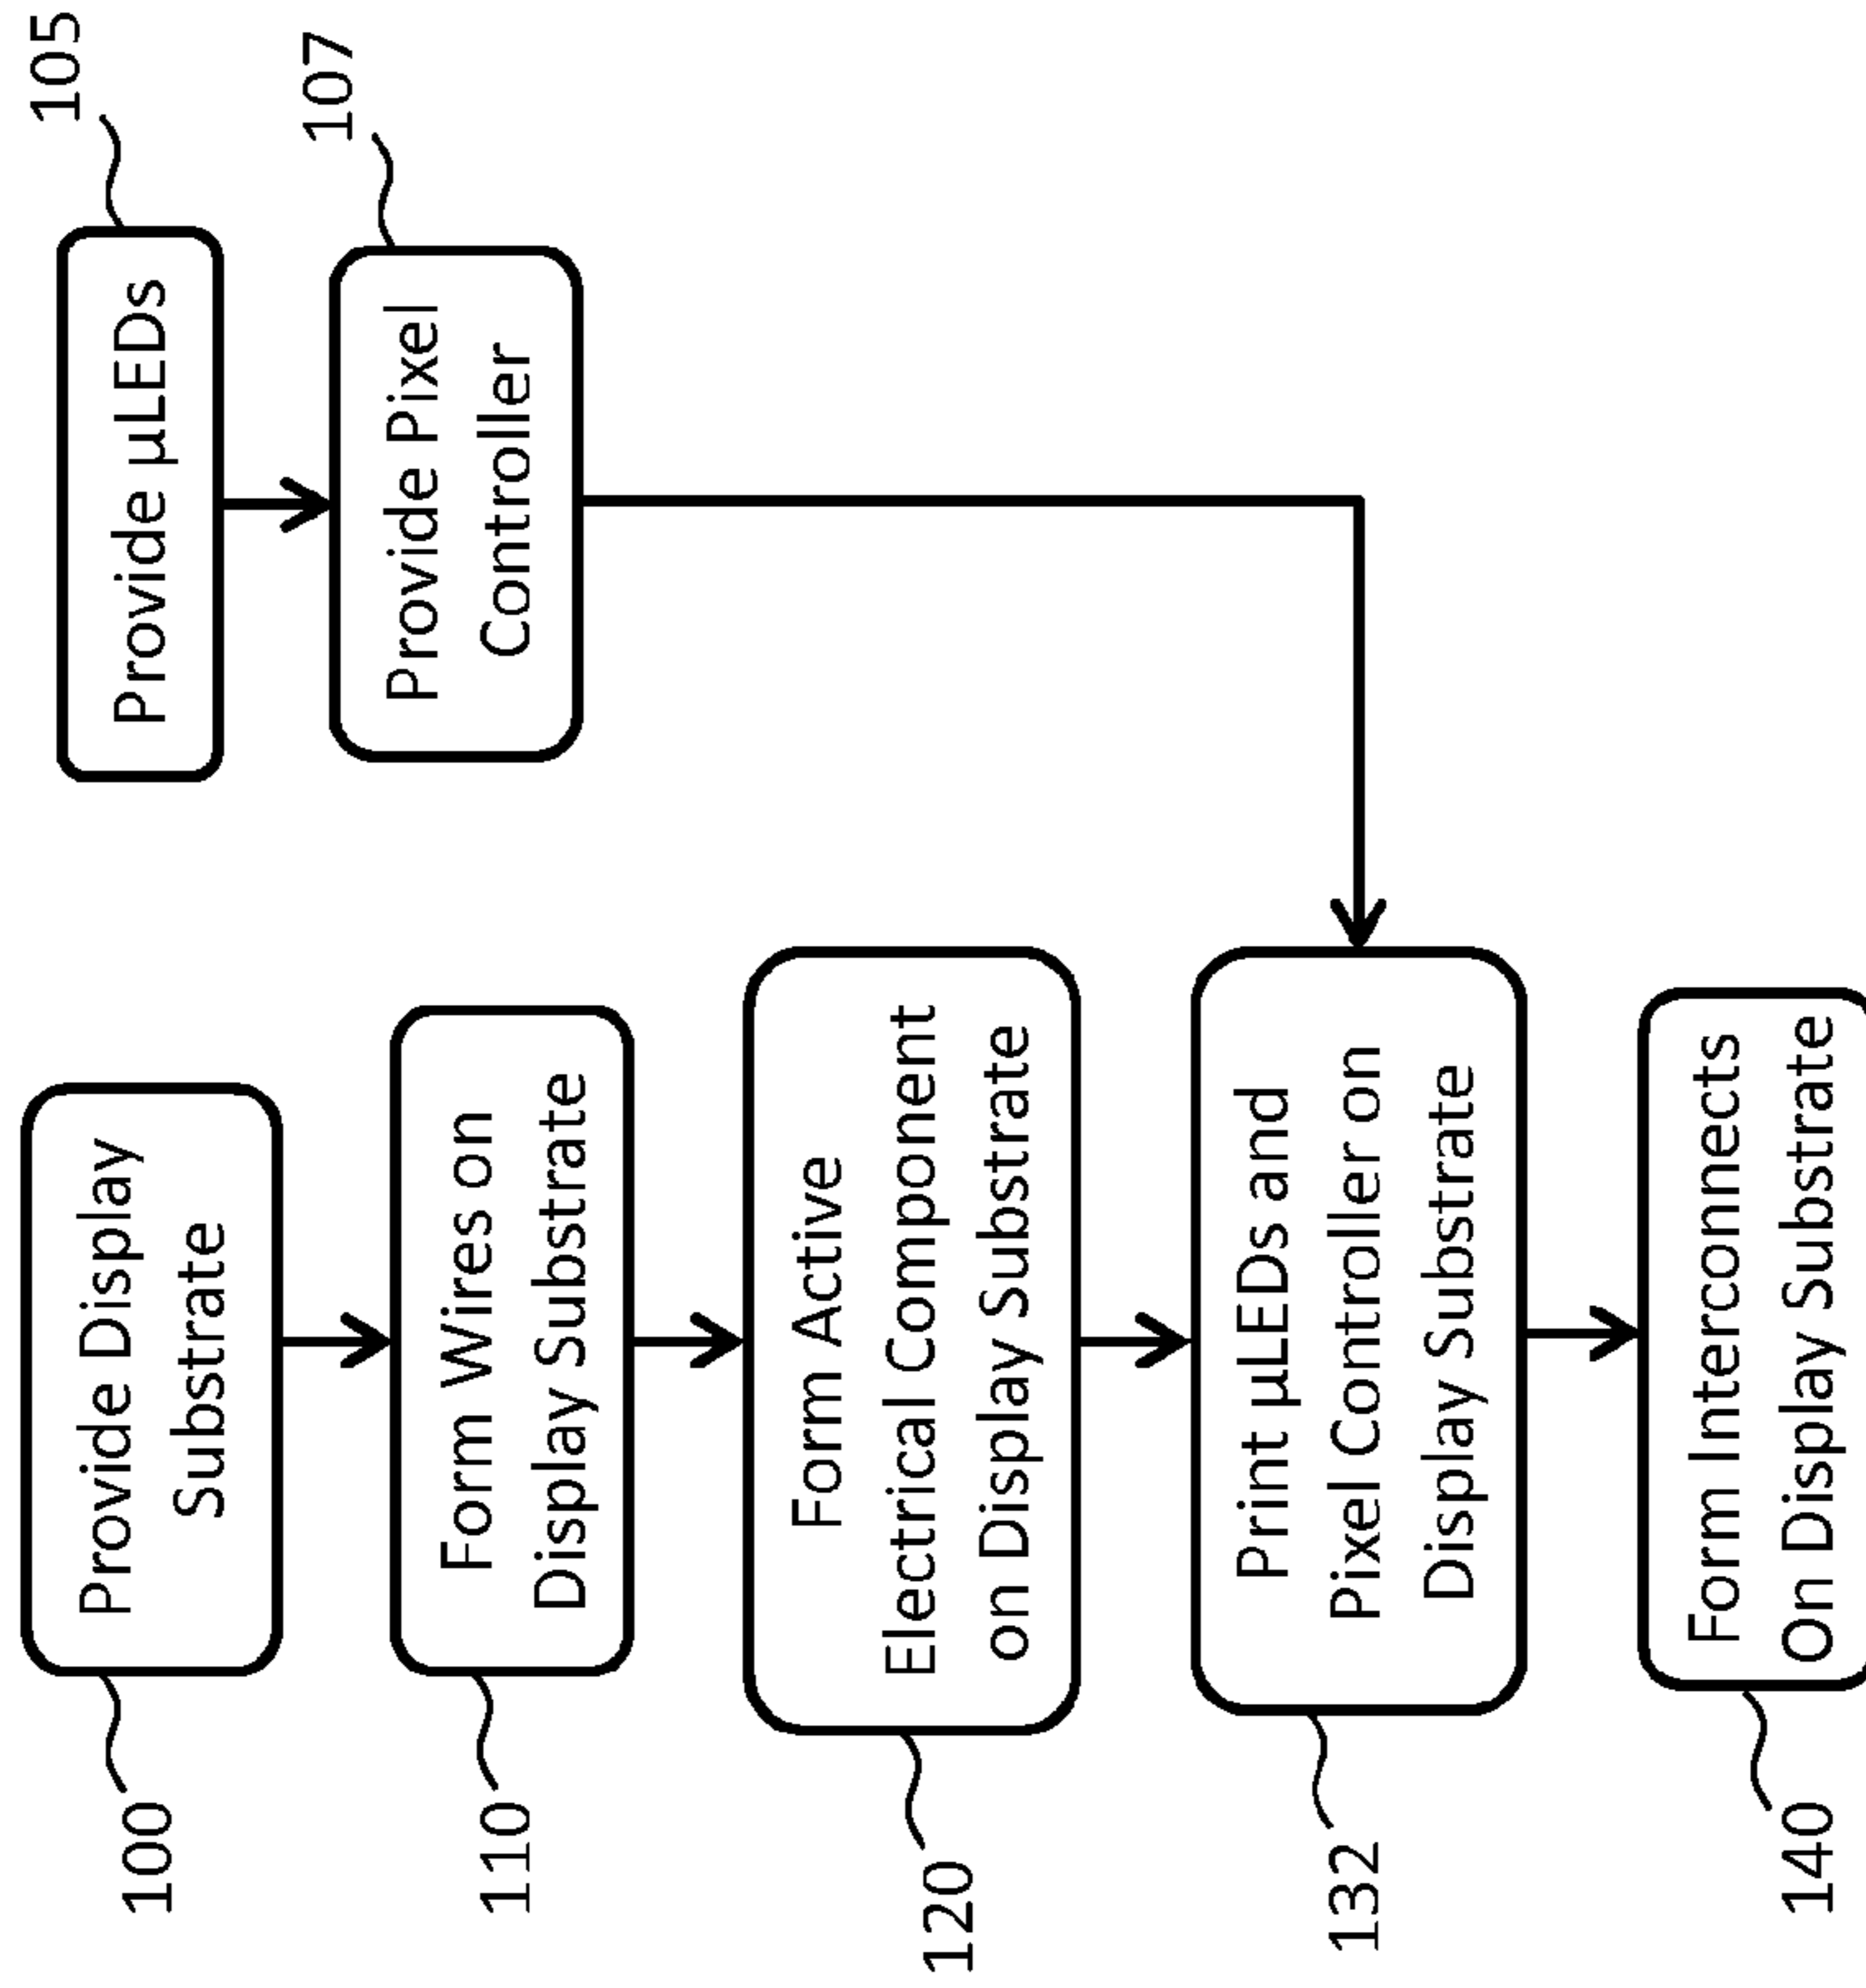 100
Provide Display
Substrate
110
Form Wires on
Display Substrate
120
Form Active
Electrical Component
on Display Substrate
132
Print µLEDs and
Pixel Controller on
Display Substrate
140
Form Interconnects
On Display Substrate
105
Provide µLEDs
107
Provide Pixel
Controller